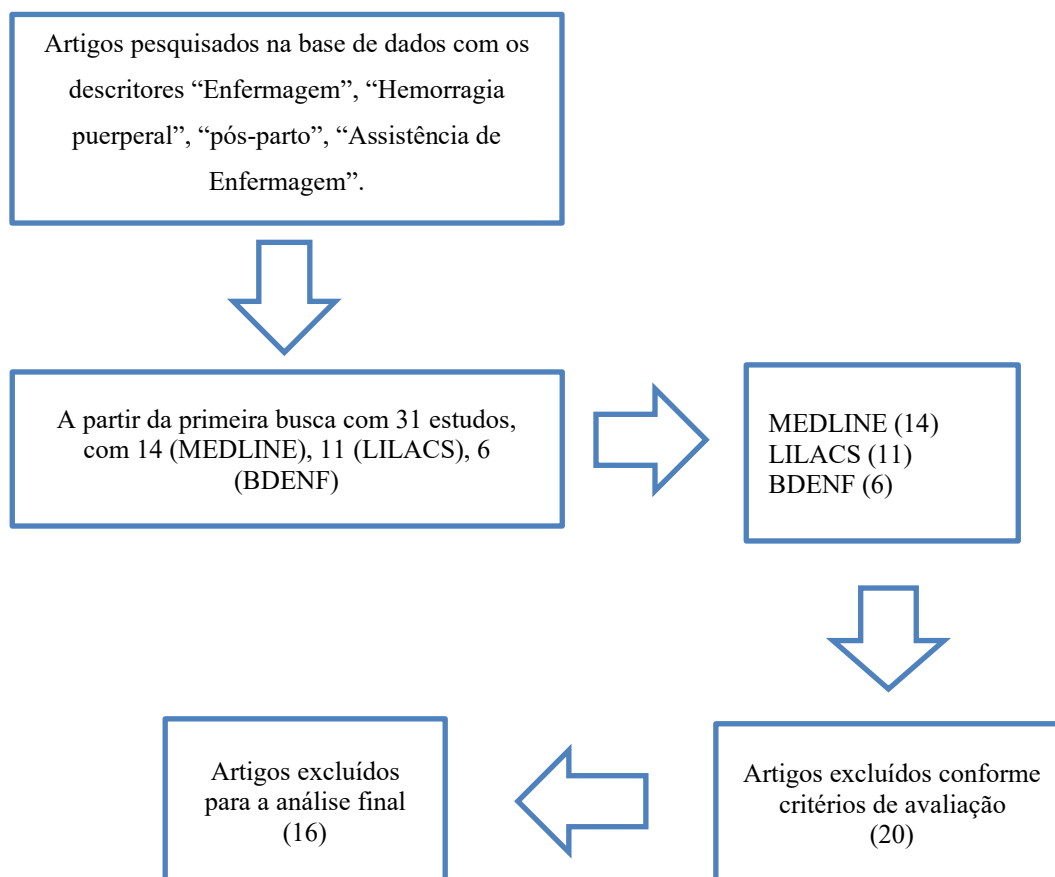 Artigos pesquisados na base de dados com os
descritores “Enfermagem”, “Hemorragia
puerperal”, “pós-parto”, “Assistência de
Enfermagem”.
A partir da primeira busca com 31 estudos,
com 14 (MEDLINE), 11 (LILACS), 6
(BDENF)
MEDLINE (14)
LILACS (11)
BDENF (6)
Artigos excluídos conforme
critérios de avaliação
(20)
Artigos excluídos
para a análise final
(16)